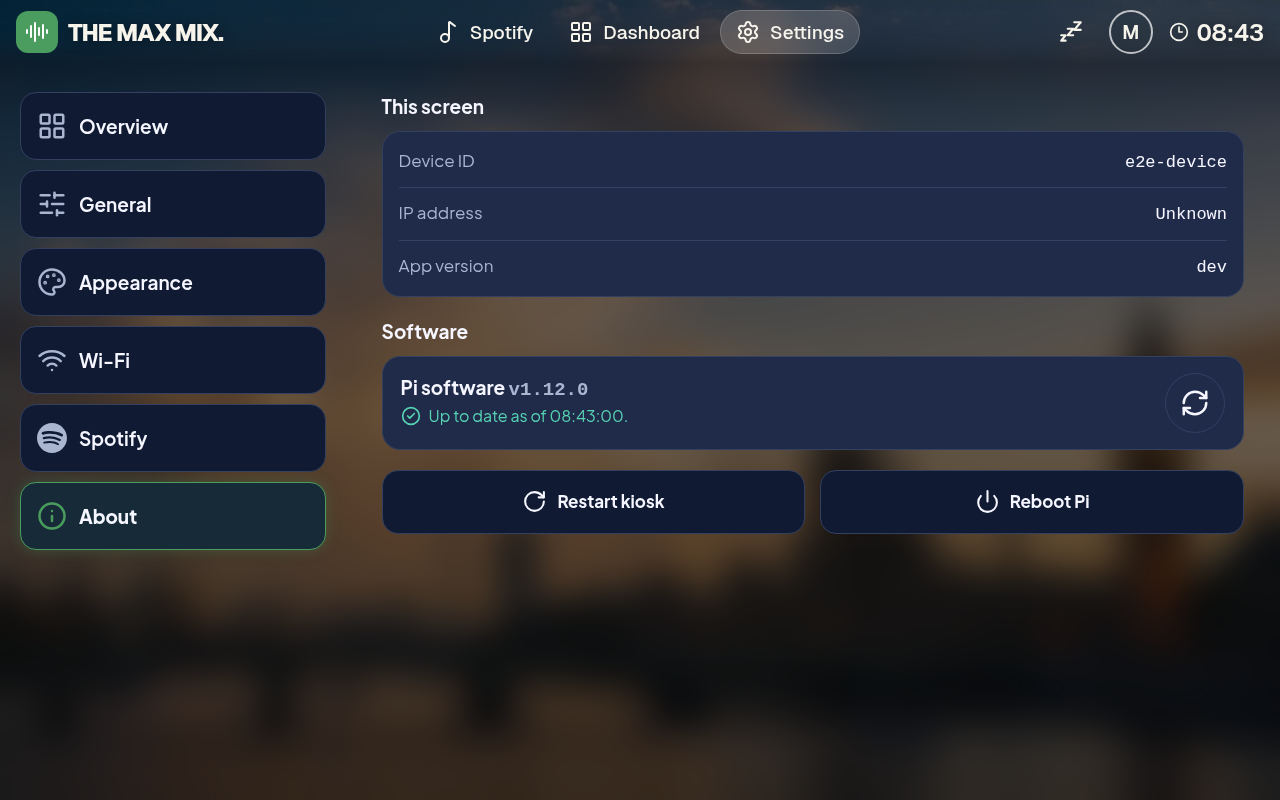 THE MAX MIX.
Spotify
Dashboard
Settings
M
08:43
Overview
General
Appearance
Wi-Fi
Spotify
About
This screen
Device ID e2e-device
IP address Unknown
App version dev
Software
Pi software v1.12.0
Up to date as of 08:43:00.
Restart kiosk
Reboot Pi